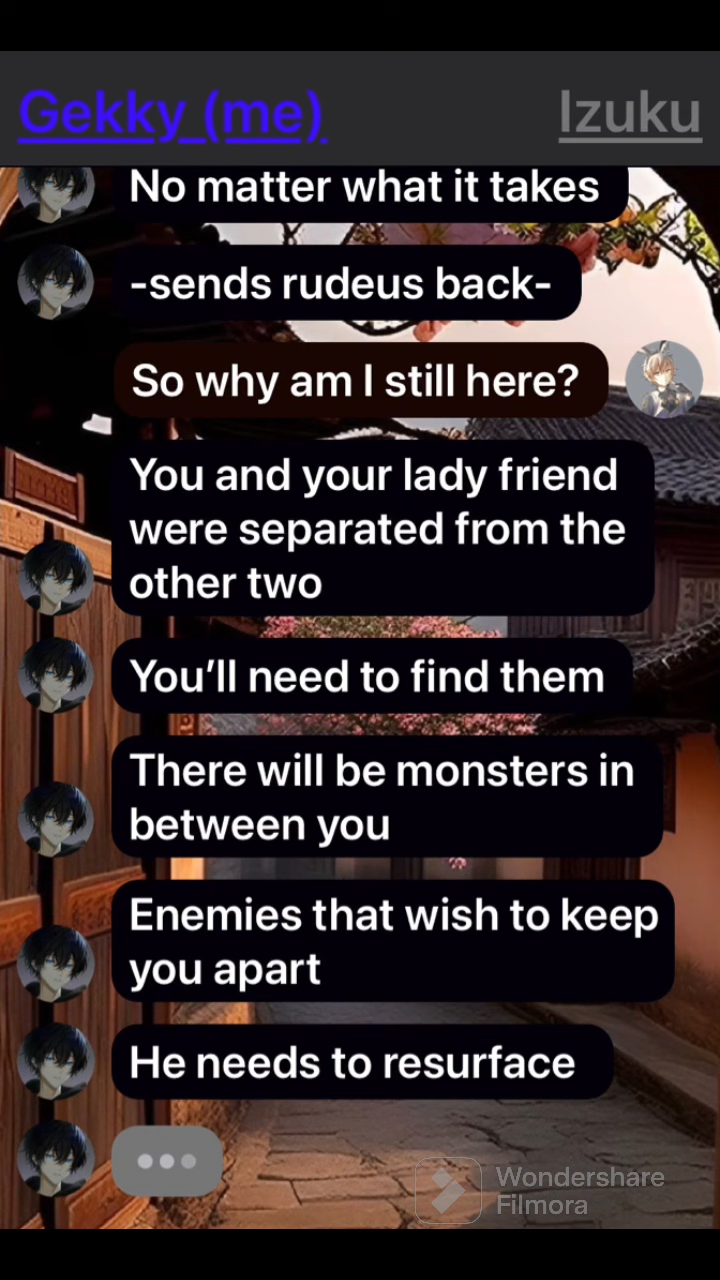 Gekky (me)
Izuku
No matter what it takes
-sends rudeus back-
So why am I still here?
You and your lady friend
were separated from the
other two
You’ll need to find them
There will be monsters in
between you
Enemies that wish to keep
you apart
He needs to resurface
Wondershare
Filmora